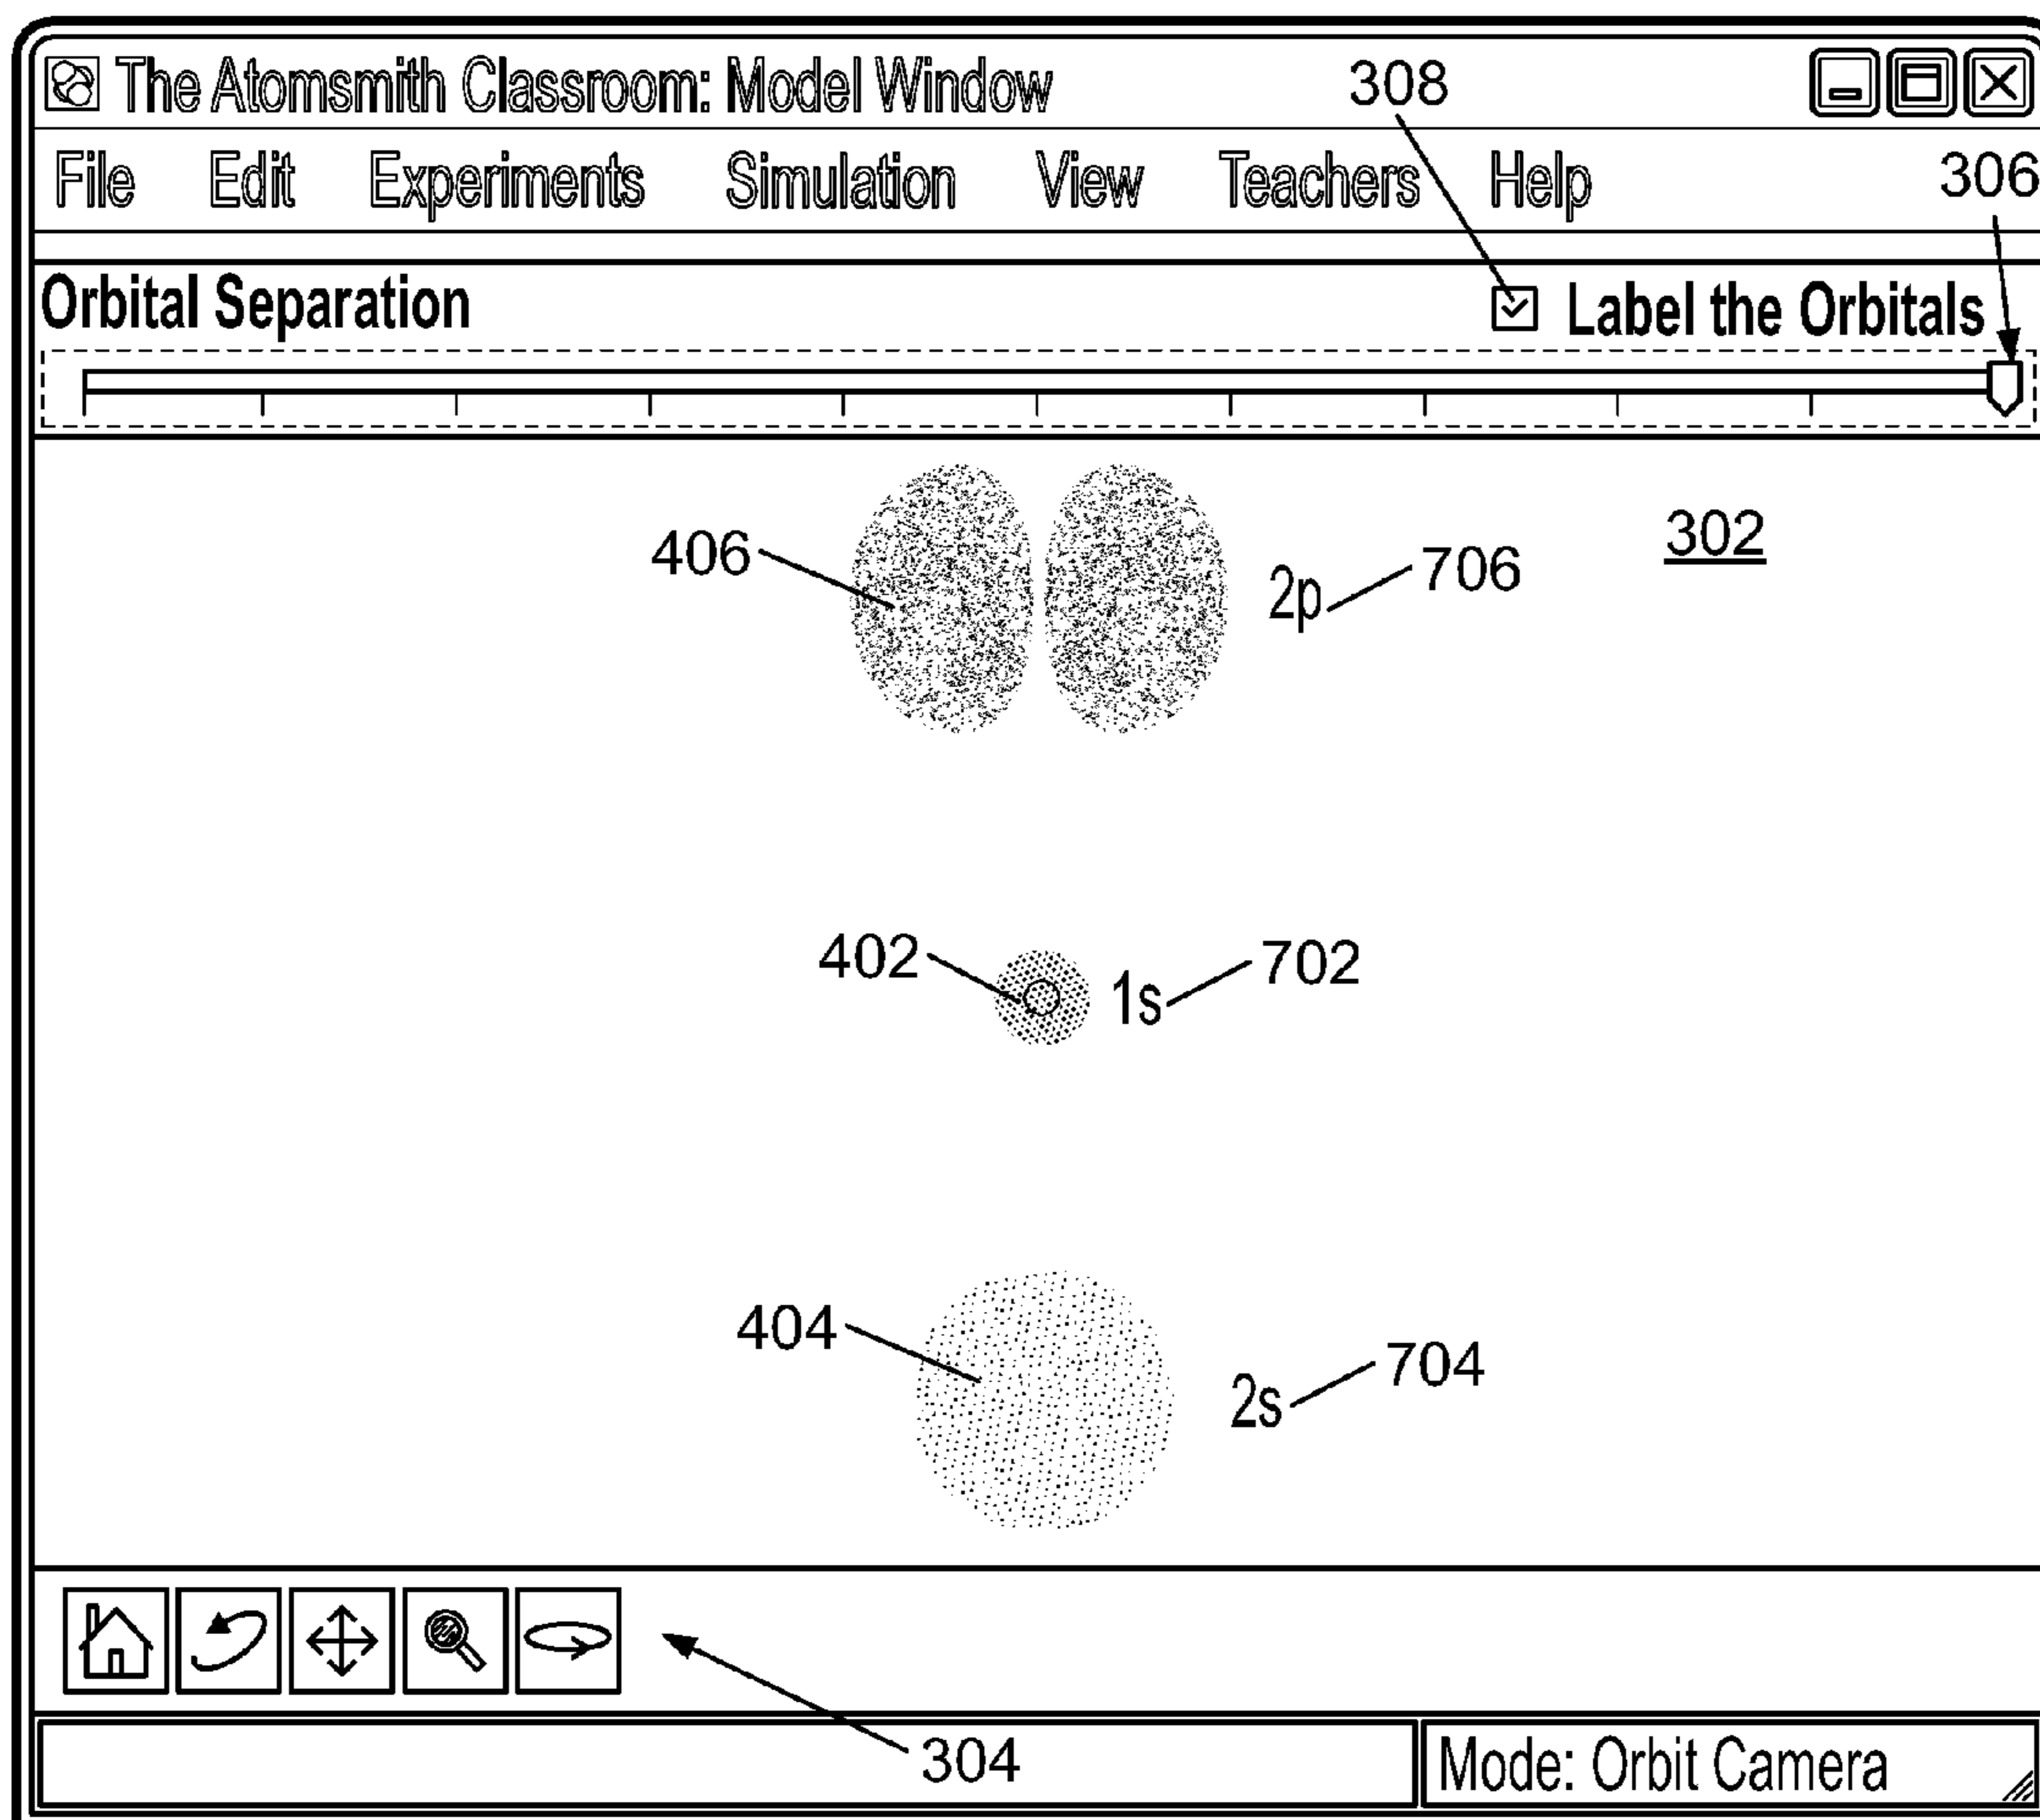 The Atomsmith Classroom: Model Window
308
File Edit Experiments Simulation View Teachers Help
306
Orbital Separation
Label the Orbitals
302
406
2p
706
402
1s
702
404
2s
704
304
Mode: Orbit Camera